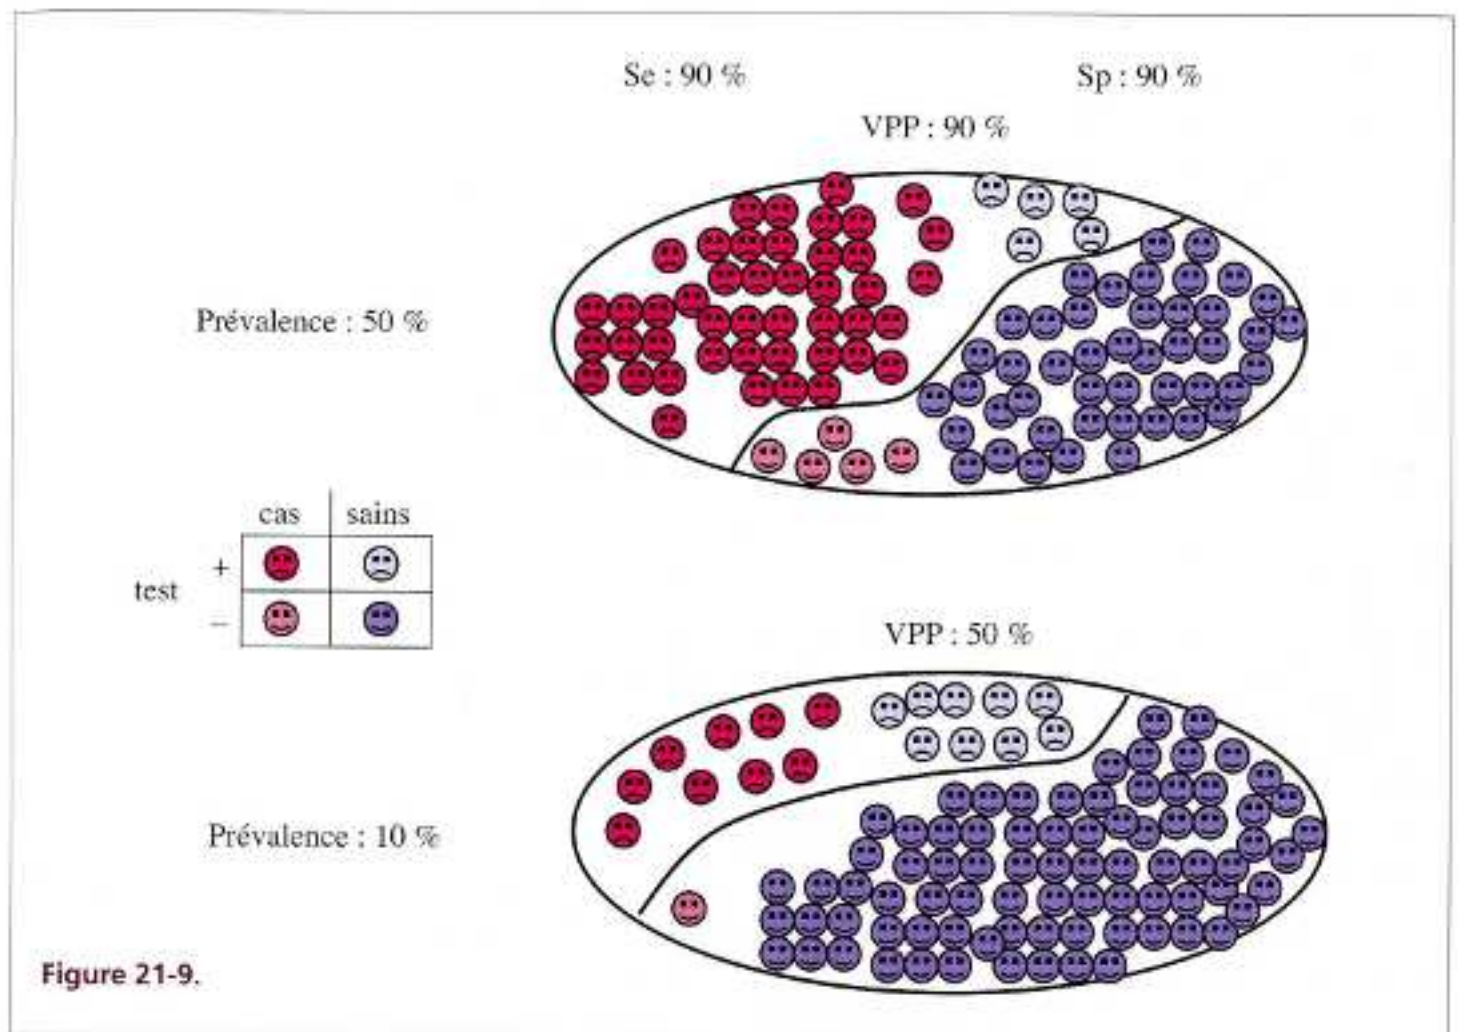 Se : 90 %
Sp : 90 %
VPP : 90 %
Prévalence : 50 %
cas
sains
+
test
–
VPP : 50 %
Prévalence : 10 %
Figure 21-9.